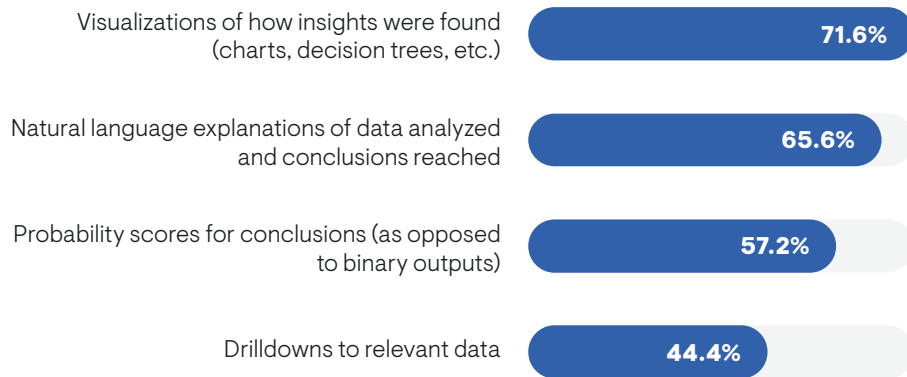 Visualizations of how insights were found
(charts, decision trees, etc.)
71.6%
Natural language explanations of data analyzed
and conclusions reached
65.6%
Probability scores for conclusions (as opposed
to binary outputs)
57.2%
Drilldowns to relevant data
44.4%